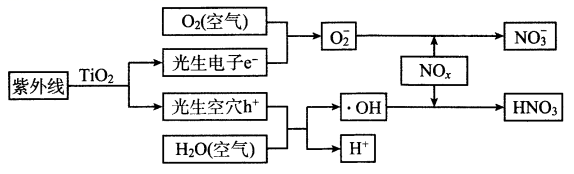 O₂(空气)
紫外线
TiO₂
光生电子e⁻
O₂⁻
NO₃⁻
NOₓ
光生空穴h⁺
H₂O(空气)
·OH
H⁺
HNO₃